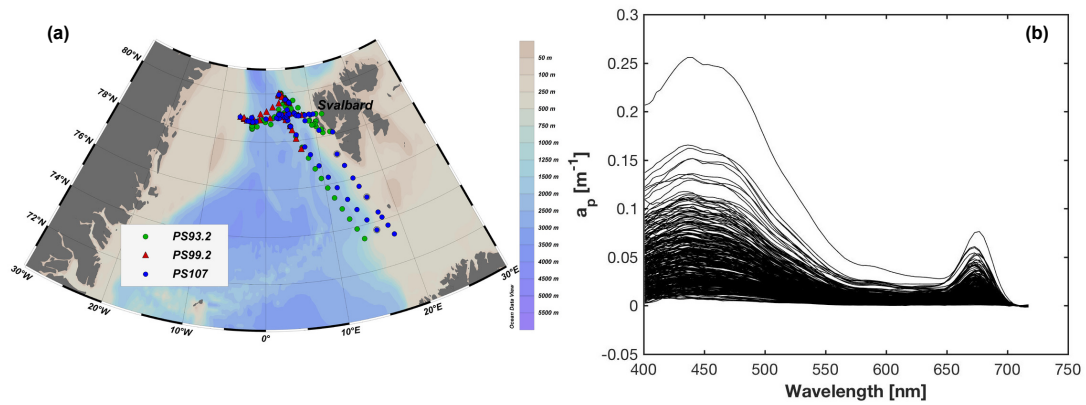 (a)
80°N
78°N
76°N
74°N
72°N
30°W
20°W
10°W
0°
10°E
20°E
30°E
Svalbard
PS93.2
PS99.2
PS107
50 m
100 m
250 m
500 m
750 m
1000 m
1500 m
2000 m
2500 m
3000 m
3500 m
4000 m
4500 m
5000 m
5500 m
Ocean Data View
(b)
0.3
0.25
0.2
0.15
0.1
0.05
0
-0.05
400
450
500
550
600
650
700
750
a_p [m⁻¹]
Wavelength [nm]